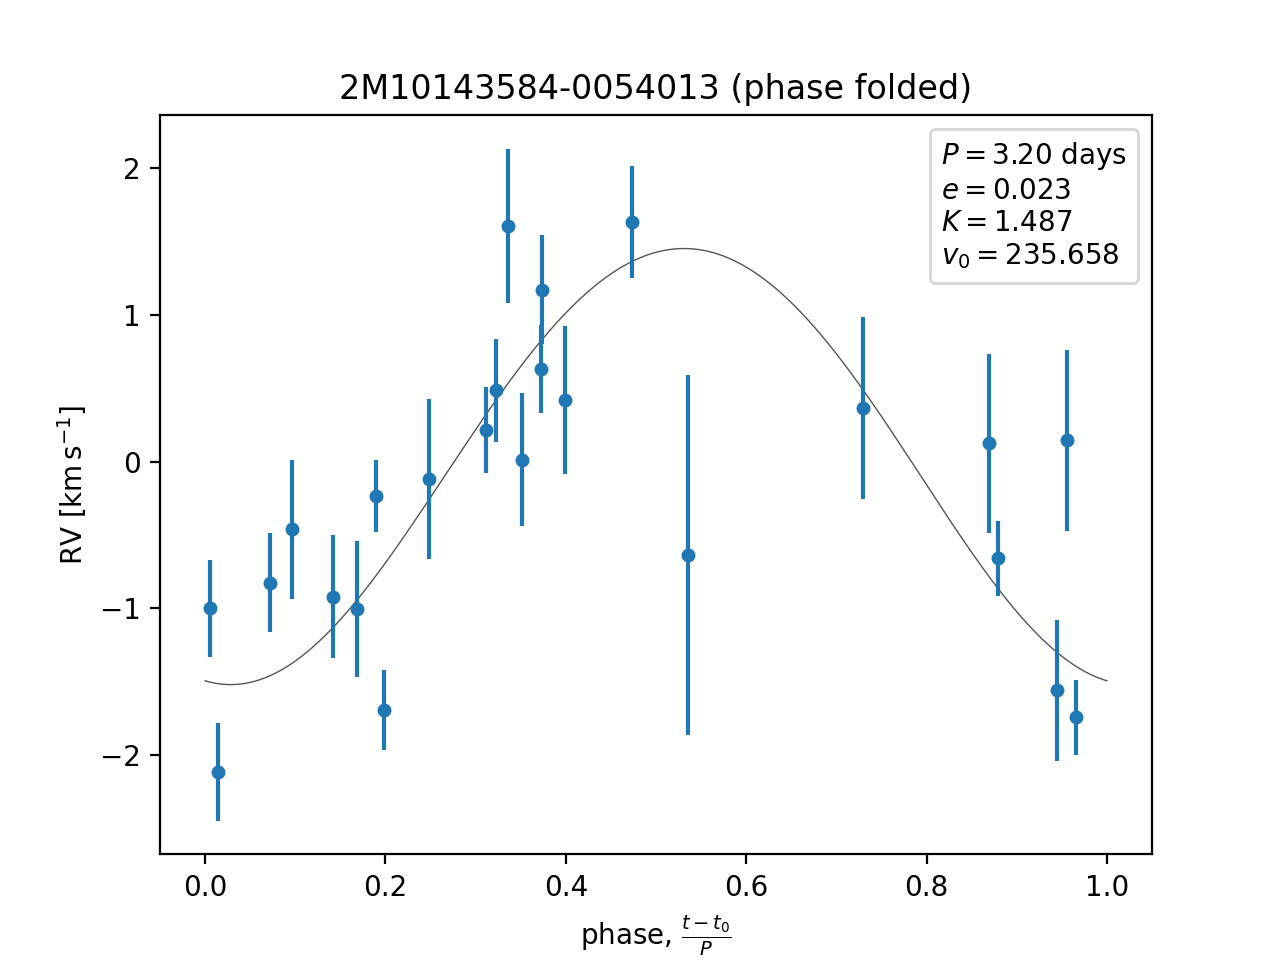 2M10143584-0054013 (phase folded)
P = 3.20 days
e = 0.023
K = 1.487
v₀ = 235.658
RV [km s⁻¹]
2
1
0
−1
−2
0.0 0.2 0.4 0.6 0.8 1.0
phase, (t − t₀)/P